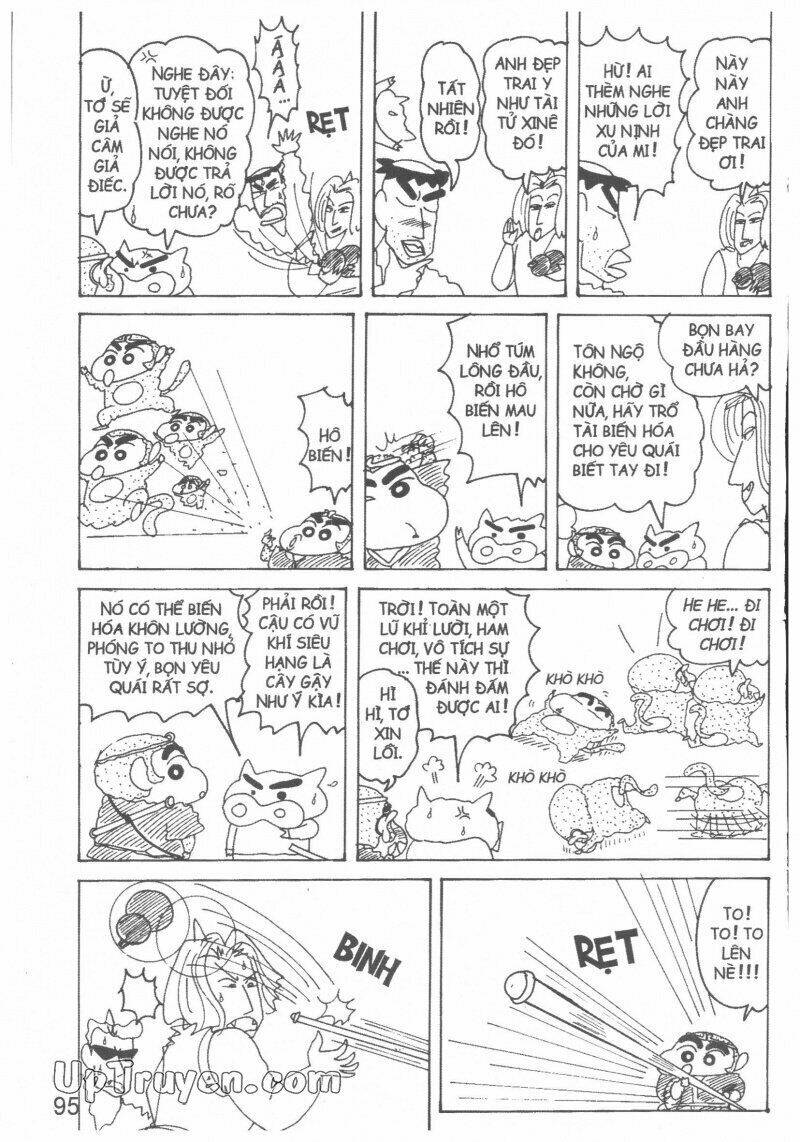 NÀY
NÀY
ANH
CHÀNG
ĐẸP TRAI
ƠI!
HỪ! AI
THÈM NGHE
NHỮNG LỜI
XU NỊNH
CỦA MI!
ANH ĐẸP
TRAI Y
NHƯ TÀI
TỬ XINÊ
ĐÓ!
TẤT
NHIÊN
RỒI!
Á
Á
Á
...
RẸT
NGHE ĐÂY:
TUYỆT ĐỐI
KHÔNG ĐƯỢC
NGHE NÓ
NÓI, KHÔNG
ĐƯỢC TRẢ
LỜI NÓ, RÕ
CHƯA?
Ừ,
TỚ SẼ
GIẢ
CÂM
GIẢ
ĐIẾC.
BỌN BAY
ĐẦU HÀNG
CHƯA HẢ?
TÔN NGỘ
KHÔNG,
CÒN CHỜ GÌ
NỮA, HÃY TRỔ
TÀI BIẾN HÓA
CHO YÊU QUÁI
BIẾT TAY ĐI!
NHỔ TÚM
LÔNG ĐẦU,
RỒI HÔ
BIẾN MAU
LÊN!
HÔ
BIẾN!
HE HE... ĐI
CHƠI! ĐI
CHƠI!
TRỜI! TOÀN MỘT
LŨ KHỈ LƯỜI, HAM
CHƠI, VÔ TÍCH SỰ
... THẾ NÀY THÌ
ĐÁNH ĐẤM
ĐƯỢC AI!
KHÒ KHÒ
KHÒ KHÒ
HÌ
HÌ, TỚ
XIN
LỖI.
PHẢI RỒI!
CẬU CÓ VŨ
KHÍ SIÊU
HẠNG LÀ
CÂY GẬY
NHƯ Ý KÌA!
NÓ CÓ THỂ BIẾN
HÓA KHÔN LƯỜNG,
PHÓNG TO THU NHỎ
TÙY Ý, BỌN YÊU
QUÁI RẤT SỢ.
TO!
TO! TO
LÊN
NÈ!!!
RẸT
BINH
UpTruyen.com
95